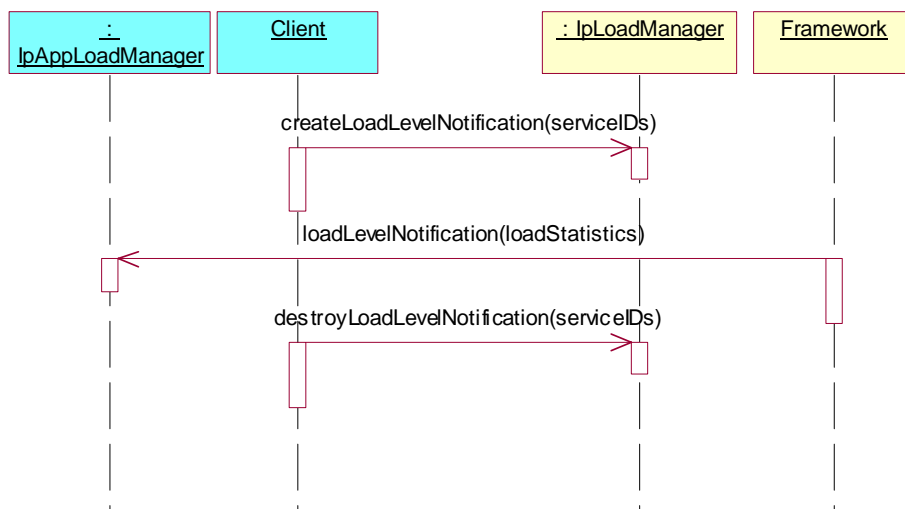 :
IpAppLoadManager
Client
: IpLoadManager
Framework
createLoadLevelNotification(serviceIDs)
loadLevelNotification(loadStatistics)
destroyLoadLevelNotification(serviceIDs)